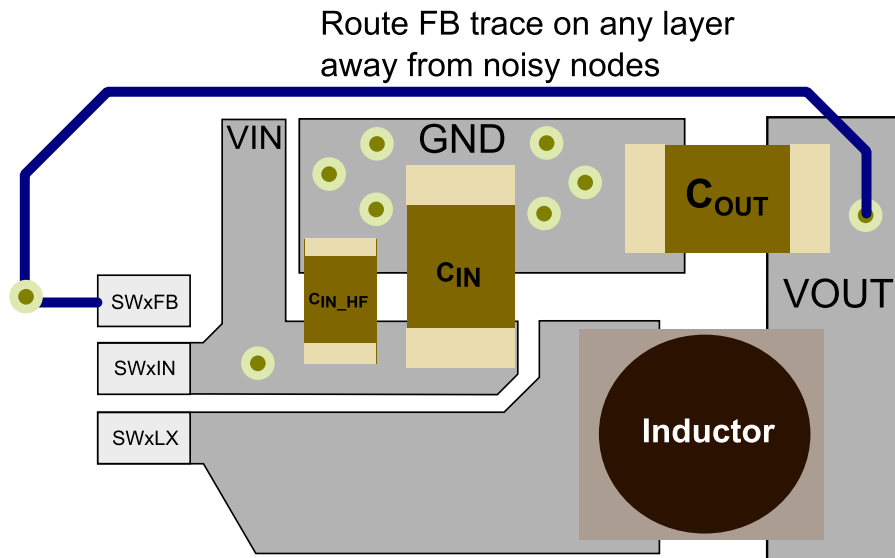 Route FB trace on any layer
away from noisy nodes
VIN
GND
COUT
CIN
CIN_HF
VOUT
SWxFB
SWxIN
SWxLX
Inductor